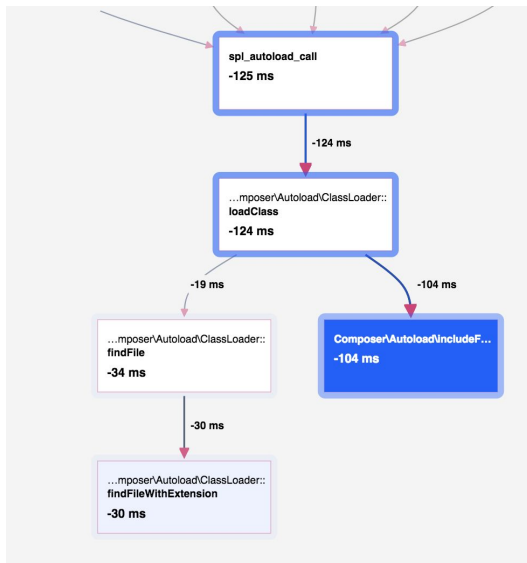 spl_autoload_call
-125 ms
-124 ms
…mposer\Autoload\ClassLoader::
loadClass
-124 ms
-19 ms
-104 ms
…mposer\Autoload\ClassLoader::
findFile
-34 ms
Composer\Autoload\IncludeF…
-104 ms
-30 ms
…mposer\Autoload\ClassLoader::
findFileWithExtension
-30 ms